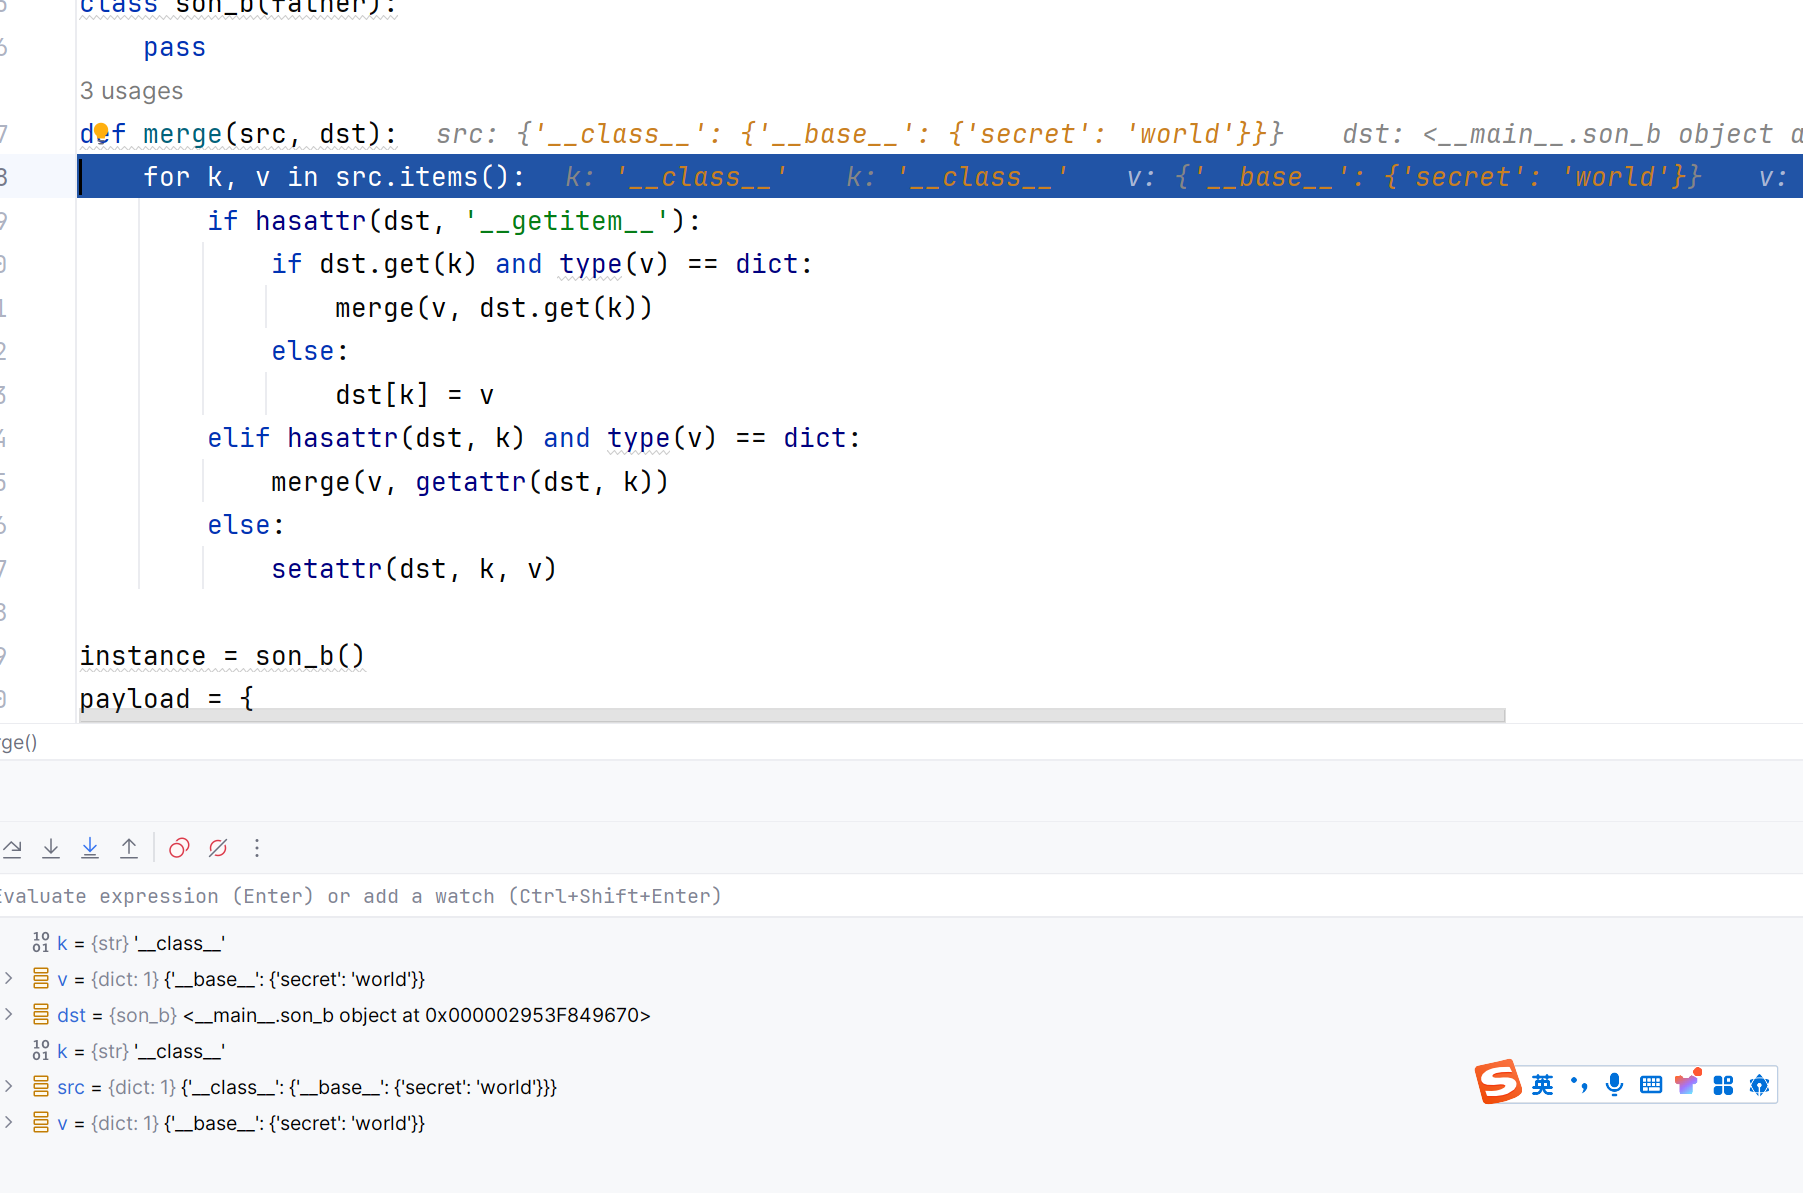 class son_b(father):
pass
3 usages
def merge(src, dst): src: {'__class__': {'__base__': {'secret': 'world'}}} dst: <__main__.son_b object a
for k, v in src.items(): k: '__class__' k: '__class__' v: {'__base__': {'secret': 'world'}} v:
if hasattr(dst, '__getitem__'):
if dst.get(k) and type(v) == dict:
merge(v, dst.get(k))
else:
dst[k] = v
elif hasattr(dst, k) and type(v) == dict:
merge(v, getattr(dst, k))
else:
setattr(dst, k, v)
instance = son_b()
payload = {
rge()
Evaluate expression (Enter) or add a watch (Ctrl+Shift+Enter)
k = {str} '__class__'
v = {dict: 1} {'__base__': {'secret': 'world'}}
dst = {son_b} <__main__.son_b object at 0x000002953F849670>
k = {str} '__class__'
src = {dict: 1} {'__class__': {'__base__': {'secret': 'world'}}}
v = {dict: 1} {'__base__': {'secret': 'world'}}
英